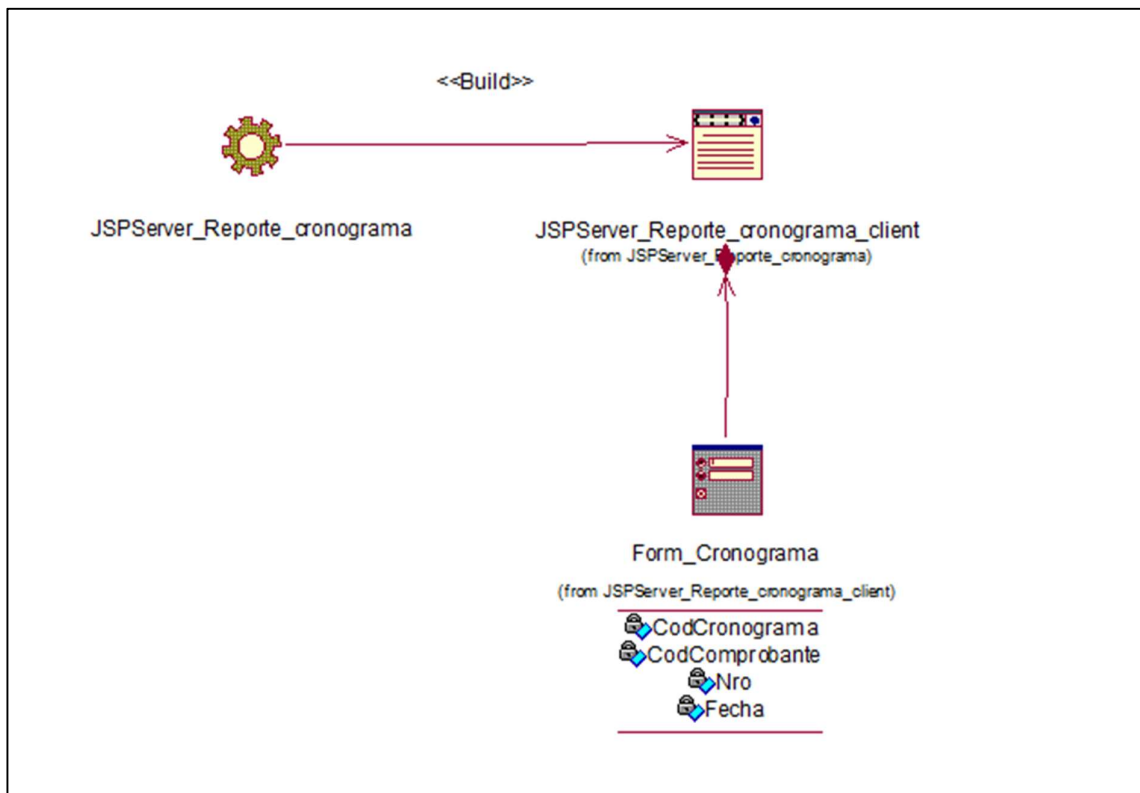 <<Build>>
JSPServer_Reporte_cronograma
JSPServer_Reporte_cronograma_client
(from JSPServer_Reporte_cronograma)
Form_Cronograma
(from JSPServer_Reporte_cronograma_client)
CodCronograma
CodComprobante
Nro
Fecha